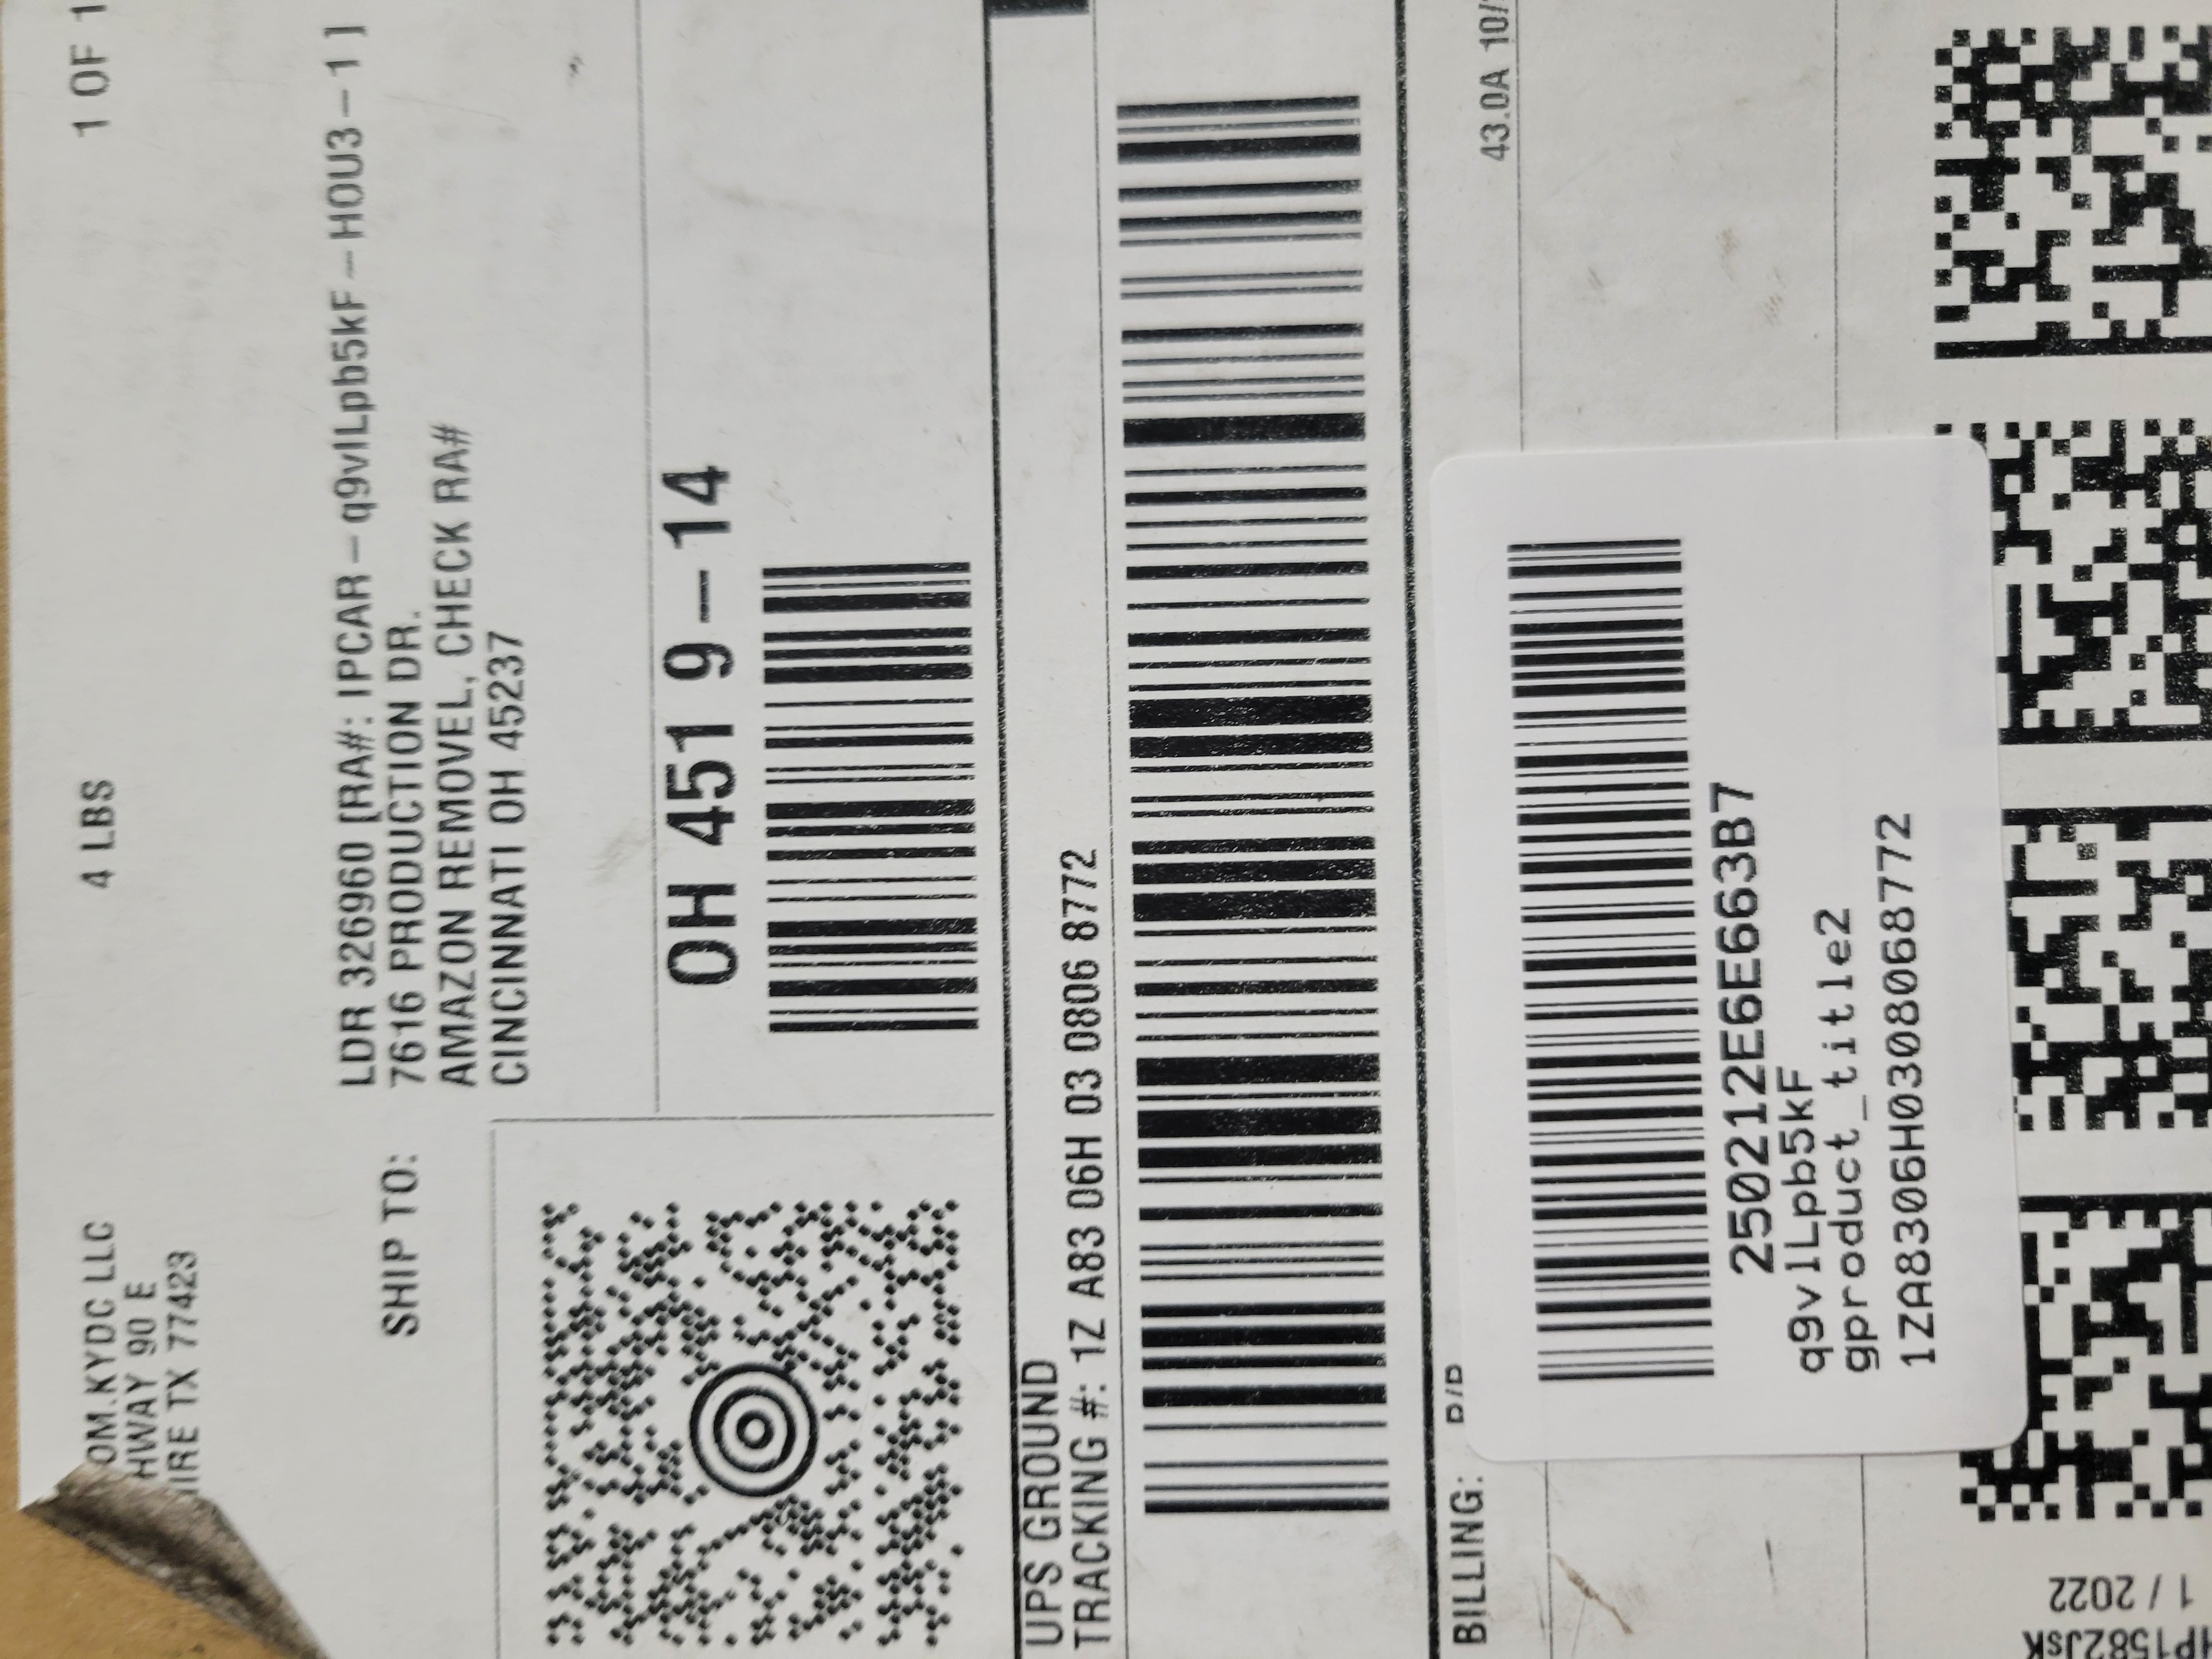 OM.KYDC LLC
HWAY 90 E
IRE TX 77423
4 LBS
1 OF 1
SHIP TO:
LDR 326960 [RA#: IPCAR-q9vlLpb5kF-HOU3-1]
7616 PRODUCTION DR.
AMAZON REMOVEL, CHECK RA#
CINCINNATI OH 45237
OH 451 9-14
UPS GROUND
TRACKING #: 1Z A83 06H 03 0806 8772
BILLING: P/P
43.0A 10/
250212E6E663B7
q9vlLpb5kF
gproduct_title2
1ZA8306H0308068772
1 / 2022
IP1582JsK